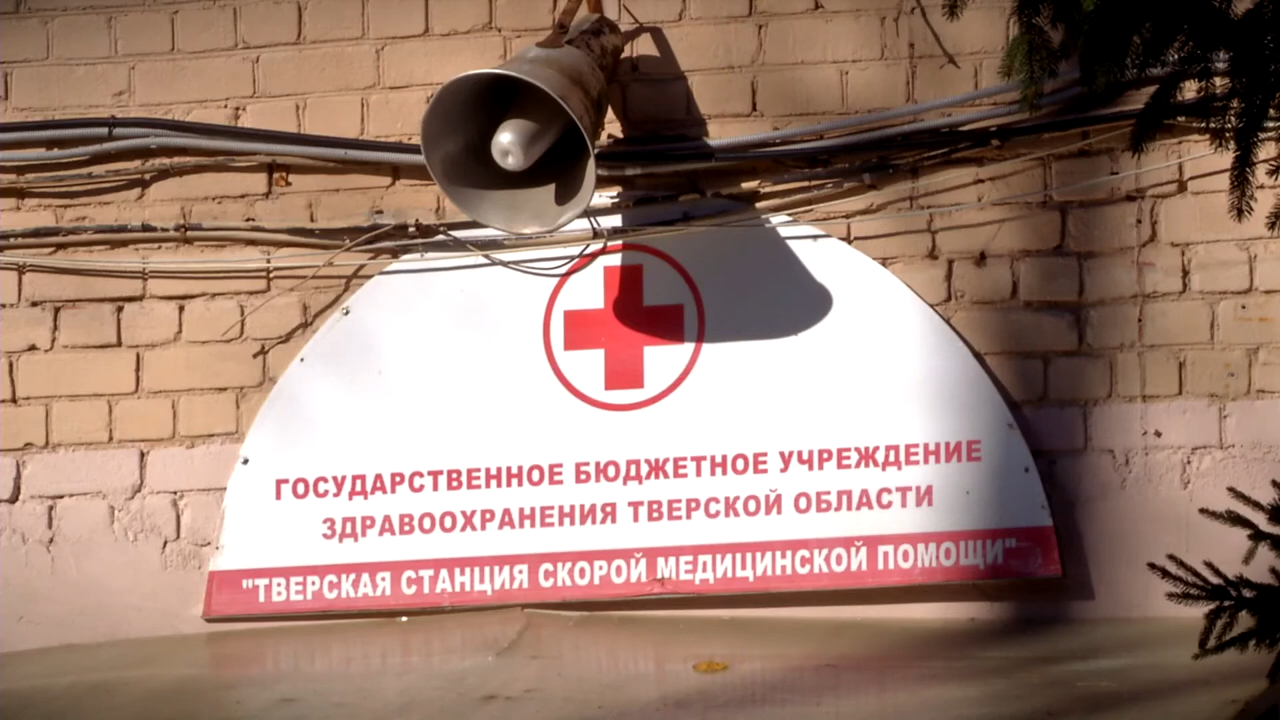 ГОСУДАРСТВЕННОЕ БЮДЖЕТНОЕ УЧРЕЖДЕНИЕ
ЗДРАВООХРАНЕНИЯ ТВЕРСКОЙ ОБЛАСТИ
"ТВЕРСКАЯ СТАНЦИЯ СКОРОЙ МЕДИЦИНСКОЙ ПОМОЩИ"